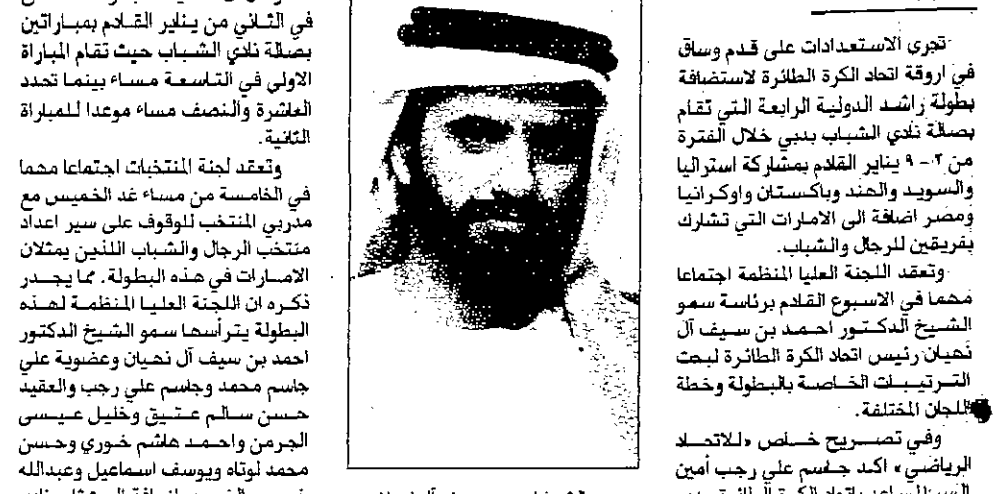 تجري الاستعدادات على قدم وساق
في اروقة اتحاد الكرة الطائرة لاستضافة
بطولة راشد الدولية الرابعة التي تقام
بصالة نادي الشباب بدبي خلال الفترة
من ٢ - ٩ يناير القادم بمشاركة استراليا
والسويد والهند وباكستان واوكرانيا
ومصر اضافة الى الامارات التي تشارك
بفريقين للرجال والشباب.
وتعقد اللجنة العليا المنظمة اجتماعا
مهما في الاسبوع القادم برئاسة سمو
الشيخ الدكتور احمد بن سيف آل
نهيان رئيس اتحاد الكرة الطائرة لبحث
الترتيبات الخاصة بالبطولة وخطة
اللجان المختلفة.
وفي تصريح خاص «للاتحاد
الرياضي» اكد جاسم علي رجب أمين
في الثاني من يناير القادم بمباراتين
بصالة نادي الشباب حيث تقام المباراة
الاولى في التاسعة مساء بينما تحدد
العاشرة والنصف مساء موعدا للمباراة
الثانية.
وتعقد لجنة المنتخبات اجتماعا مهما
في الخامسة من مساء غد الخميس مع
مدربي المنتخب للوقوف على سير اعداد
منتخب الرجال والشباب اللذين يمثلان
الامارات في هذه البطولة. مما يجدر
ذكره ان اللجنة العليا المنظمة لهذه
البطولة يترأسها سمو الشيخ الدكتور
احمد بن سيف آل نهيان وعضوية علي
جاسم محمد وجاسم علي رجب والعقيد
حسن سالم عتيق وخليل عيسى
الجرمن واحمد هاشم خوري وحسن
محمد لوتاه ويوسف اسماعيل وعبدالله